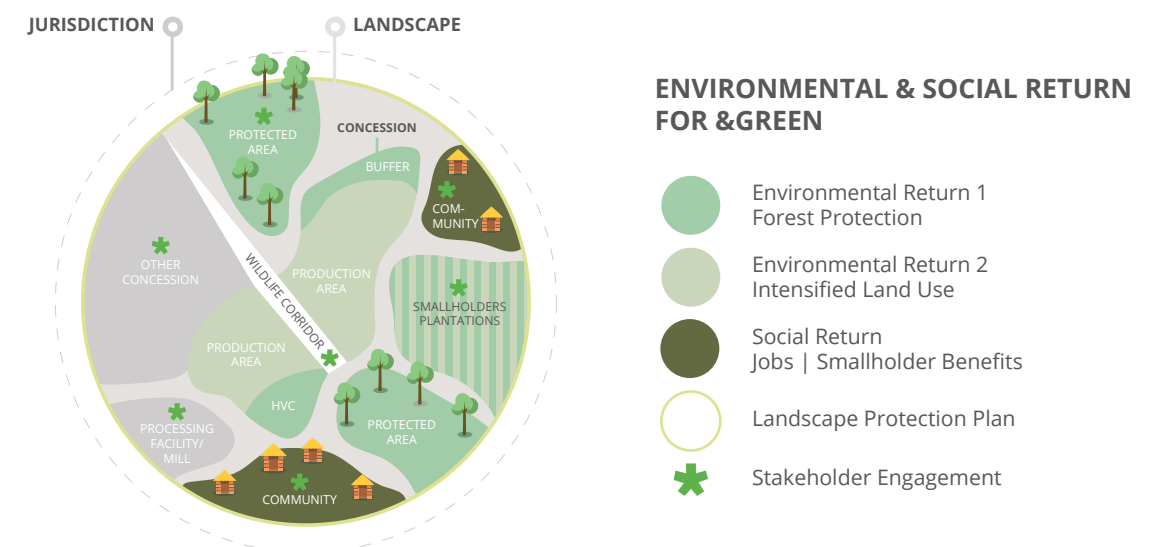 JURISDICTION
LANDSCAPE
PROTECTED
AREA
CONCESSION
BUFFER
COM-
MUNITY
OTHER
CONCESSION
WILDLIFE CORRIDOR
PRODUCTION
AREA
SMALLHOLDERS
PLANTATIONS
PRODUCTION
AREA
HVC
PROTECTED
AREA
PROCESSING
FACILITY/
MILL
COMMUNITY
ENVIRONMENTAL & SOCIAL RETURN
FOR &GREEN
Environmental Return 1
Forest Protection
Environmental Return 2
Intensified Land Use
Social Return
Jobs | Smallholder Benefits
Landscape Protection Plan
Stakeholder Engagement